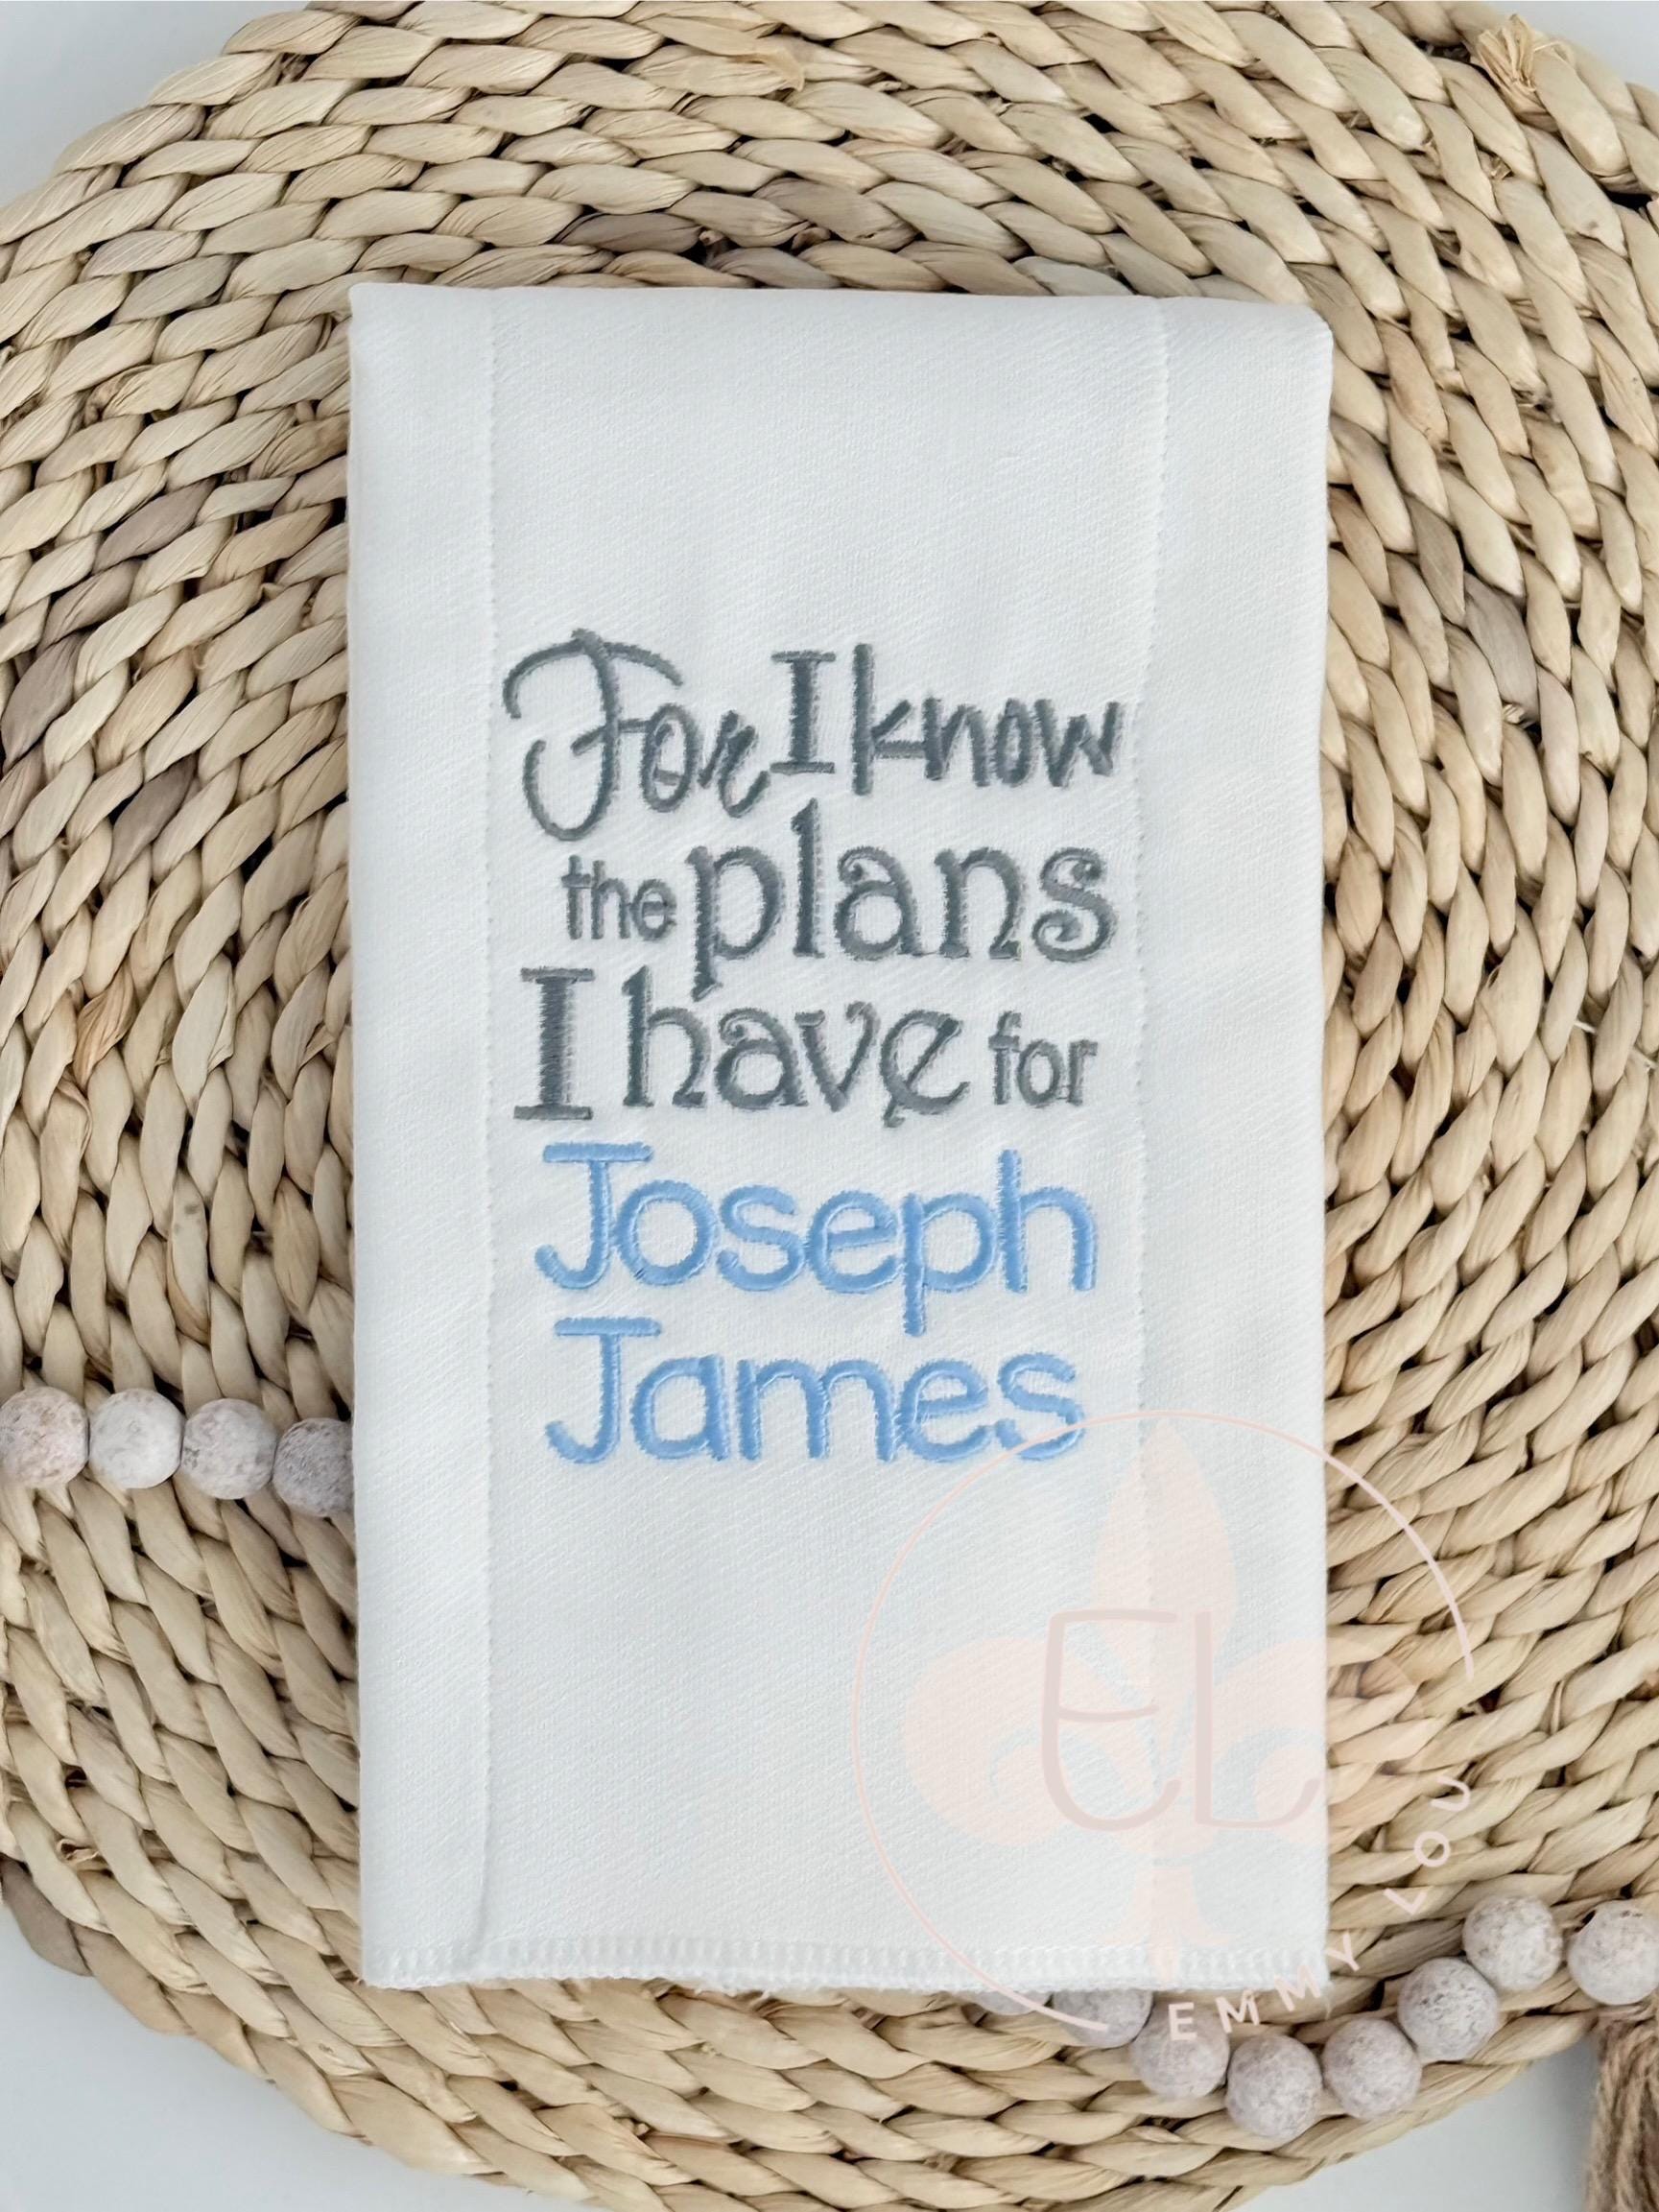 For I know
the plans
I have for
Joseph
James
EL
EMMY LOU